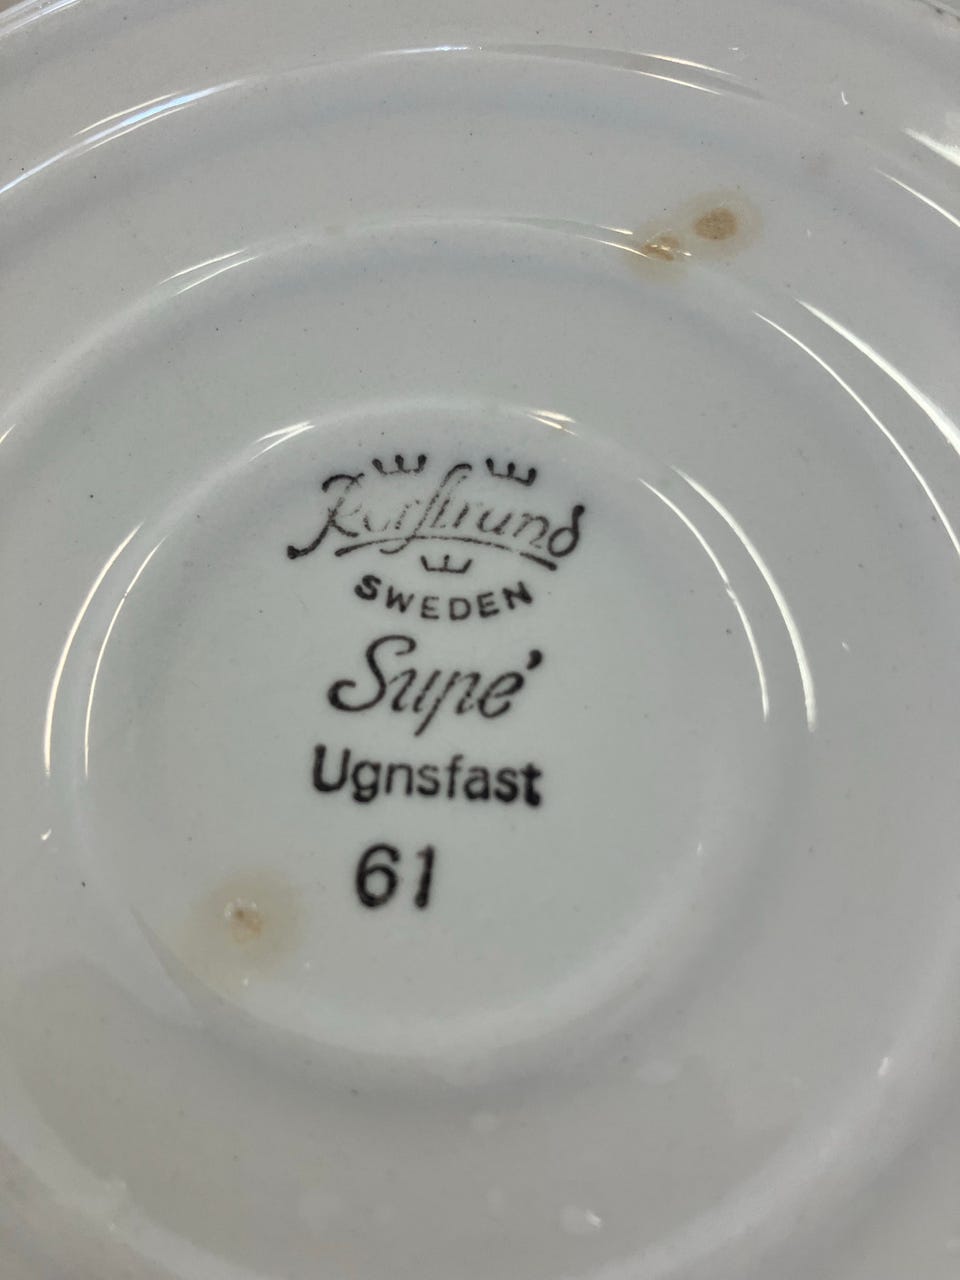 Rörstrand
SWEDEN
Supé
Ugnsfast
61